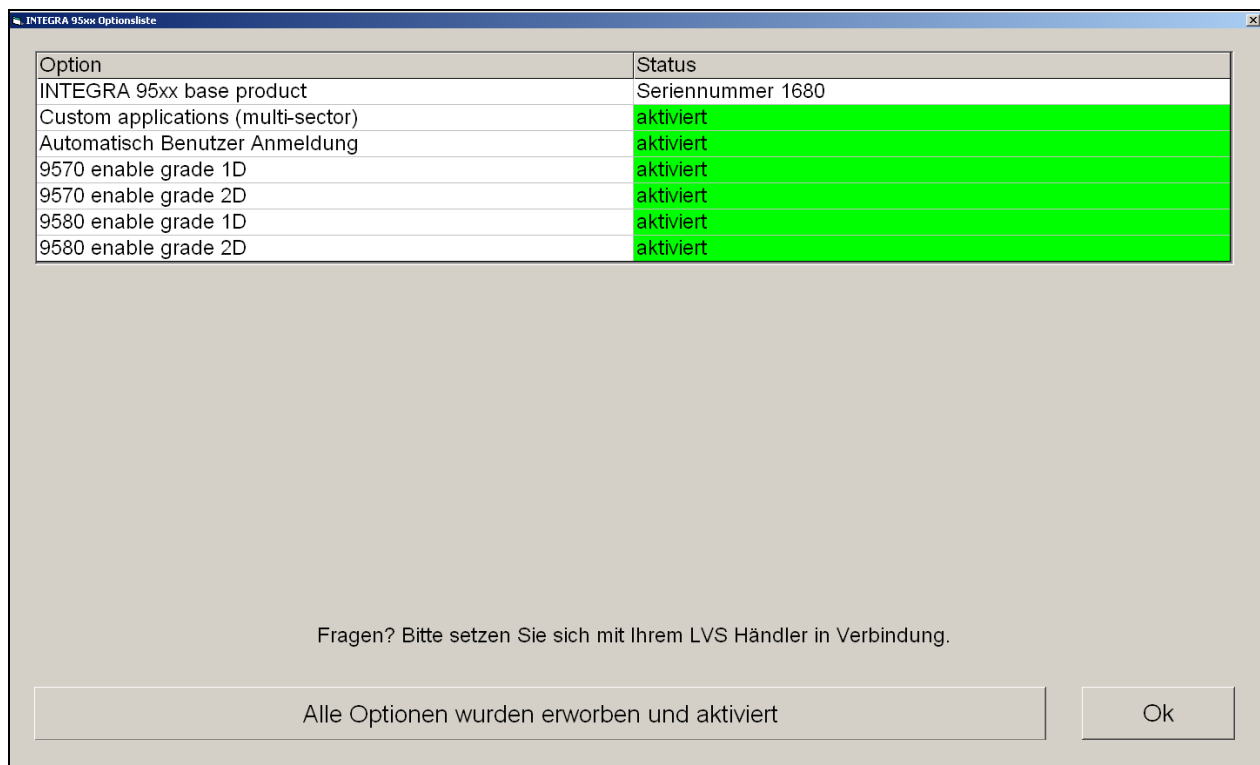 INTEGRA 95xx Optionsliste
Option Status
INTEGRA 95xx base product Seriennummer 1680
Custom applications (multi-sector) aktiviert
Automatisch Benutzer Anmeldung aktiviert
9570 enable grade 1D aktiviert
9570 enable grade 2D aktiviert
9580 enable grade 1D aktiviert
9580 enable grade 2D aktiviert
Fragen? Bitte setzen Sie sich mit Ihrem LVS Händler in Verbindung.
Alle Optionen wurden erworben und aktiviert Ok